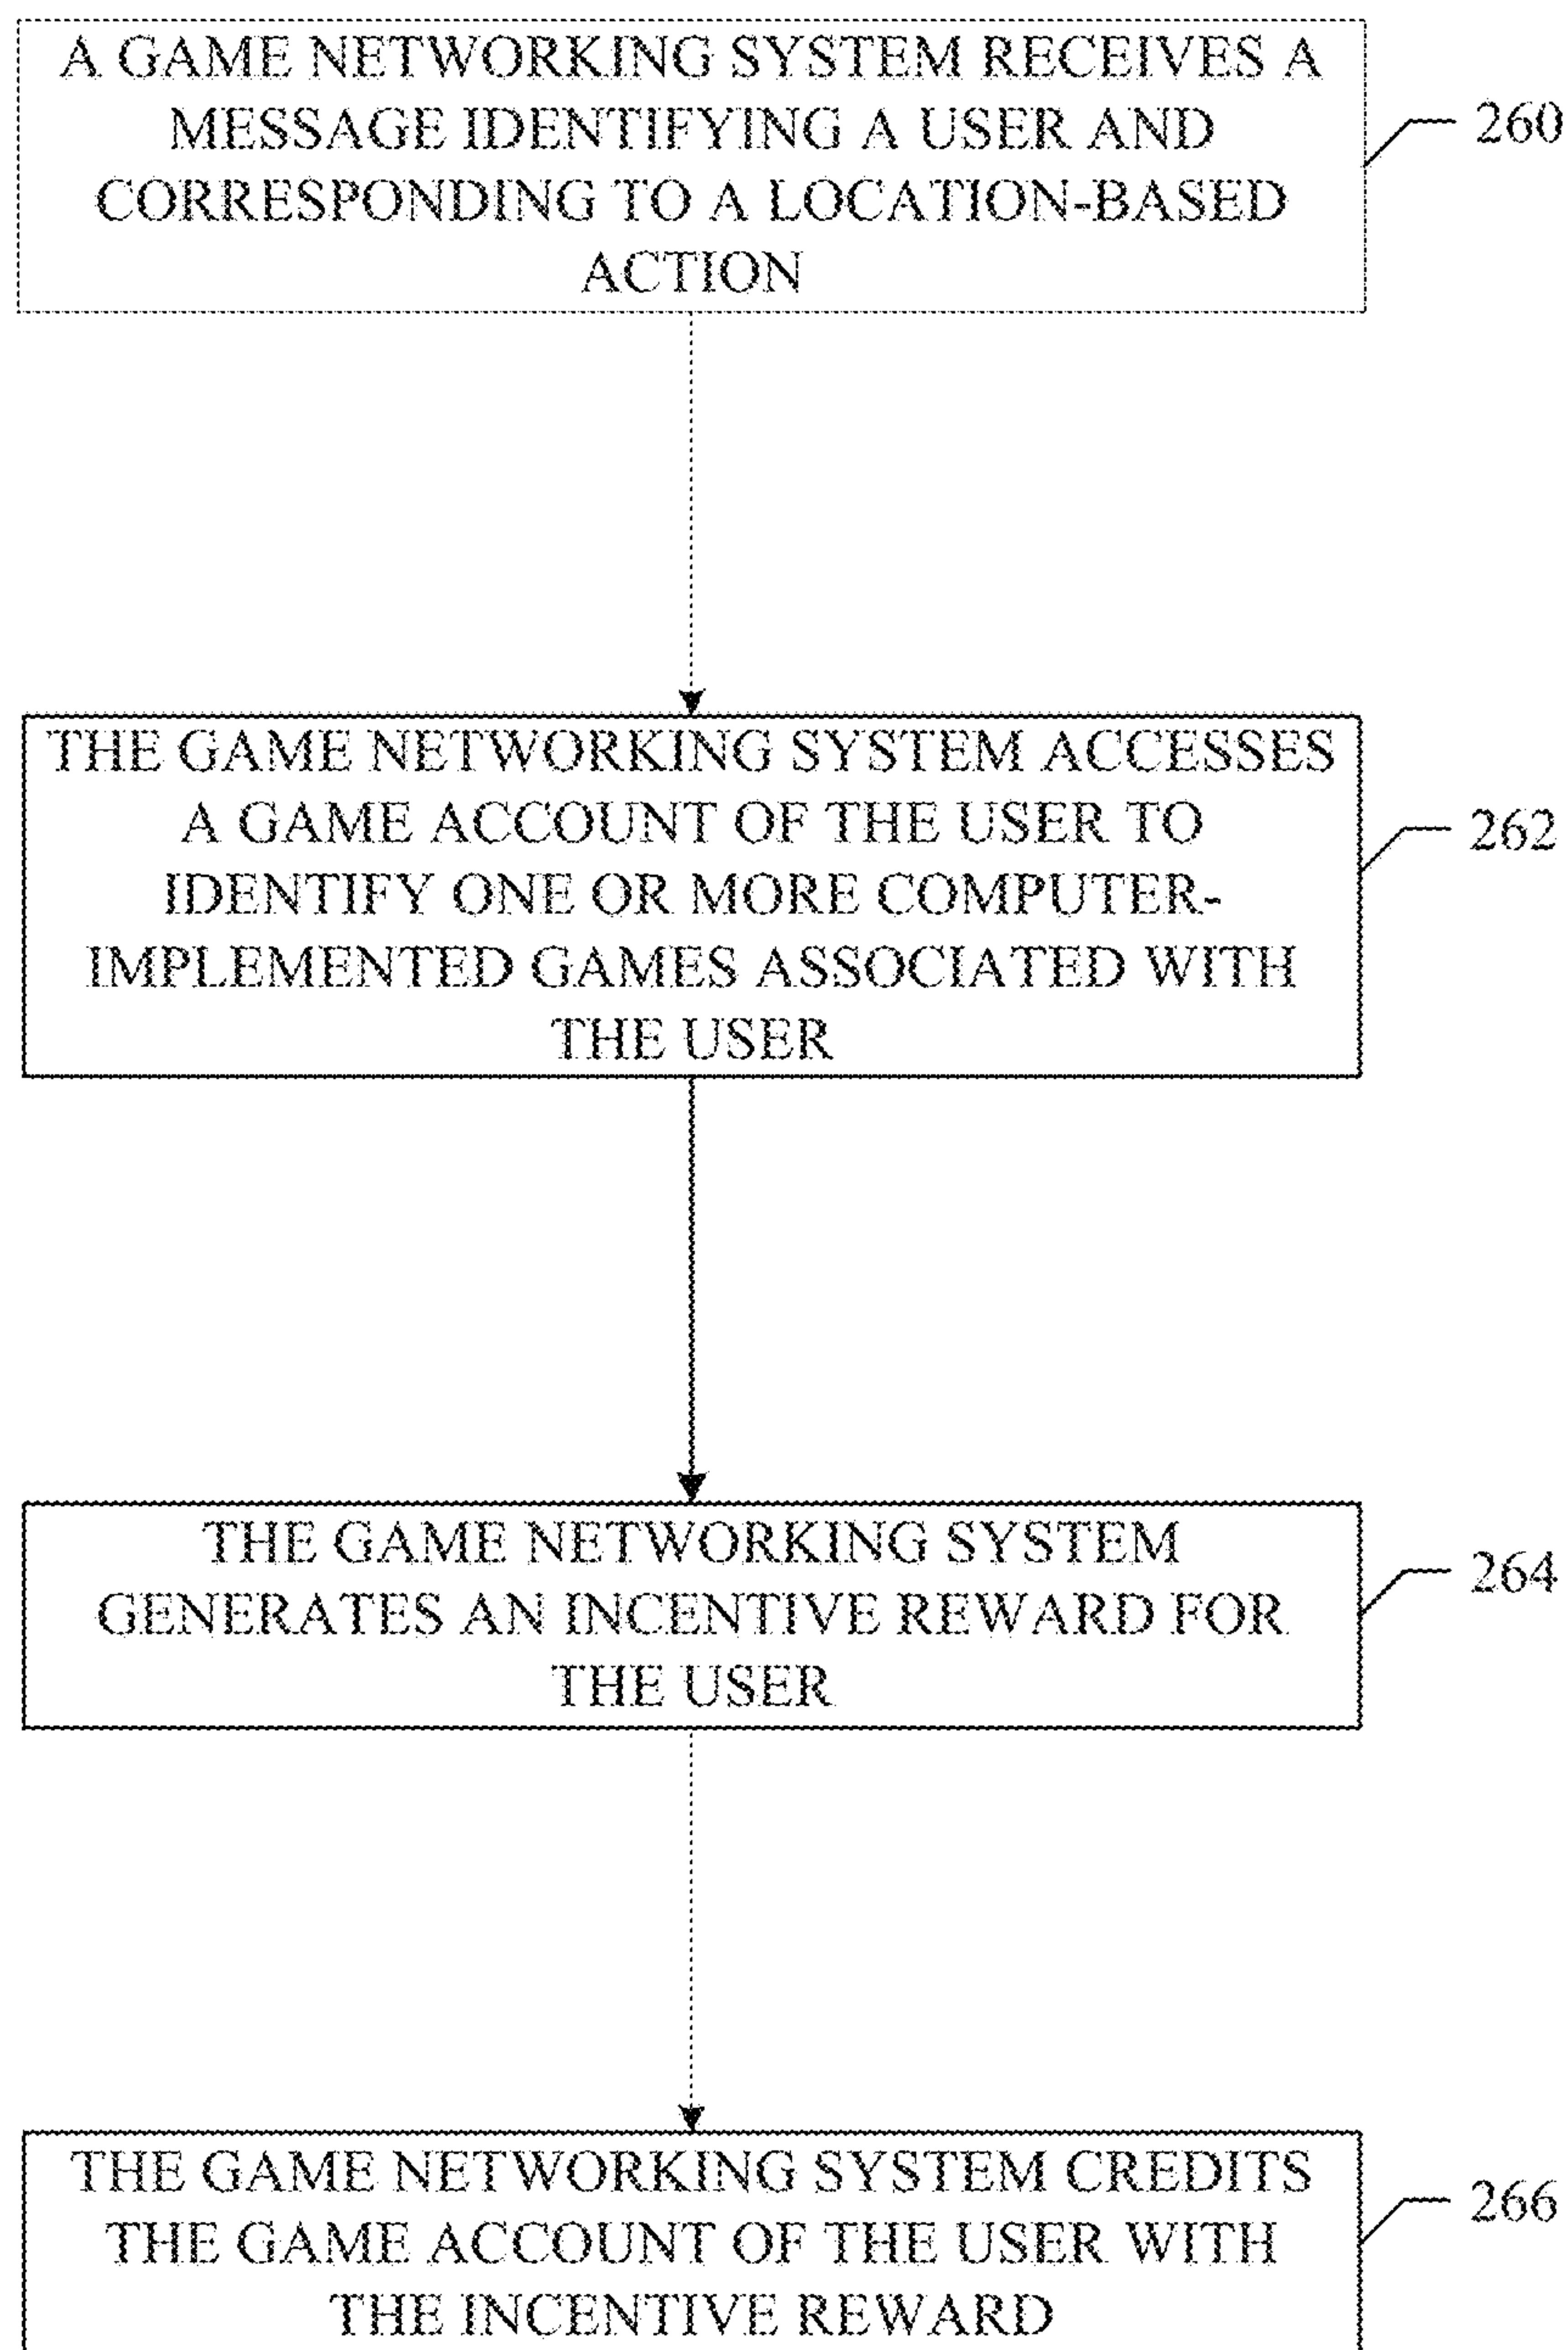 A GAME NETWORKING SYSTEM RECEIVES A
MESSAGE IDENTIFYING A USER AND
CORRESPONDING TO A LOCATION-BASED
ACTION
260
THE GAME NETWORKING SYSTEM ACCESSES
A GAME ACCOUNT OF THE USER TO
IDENTIFY ONE OR MORE COMPUTER-
IMPLEMENTED GAMES ASSOCIATED WITH
THE USER
262
THE GAME NETWORKING SYSTEM
GENERATES AN INCENTIVE REWARD FOR
THE USER
264
THE GAME NETWORKING SYSTEM CREDITS
THE GAME ACCOUNT OF THE USER WITH
THE INCENTIVE REWARD
266